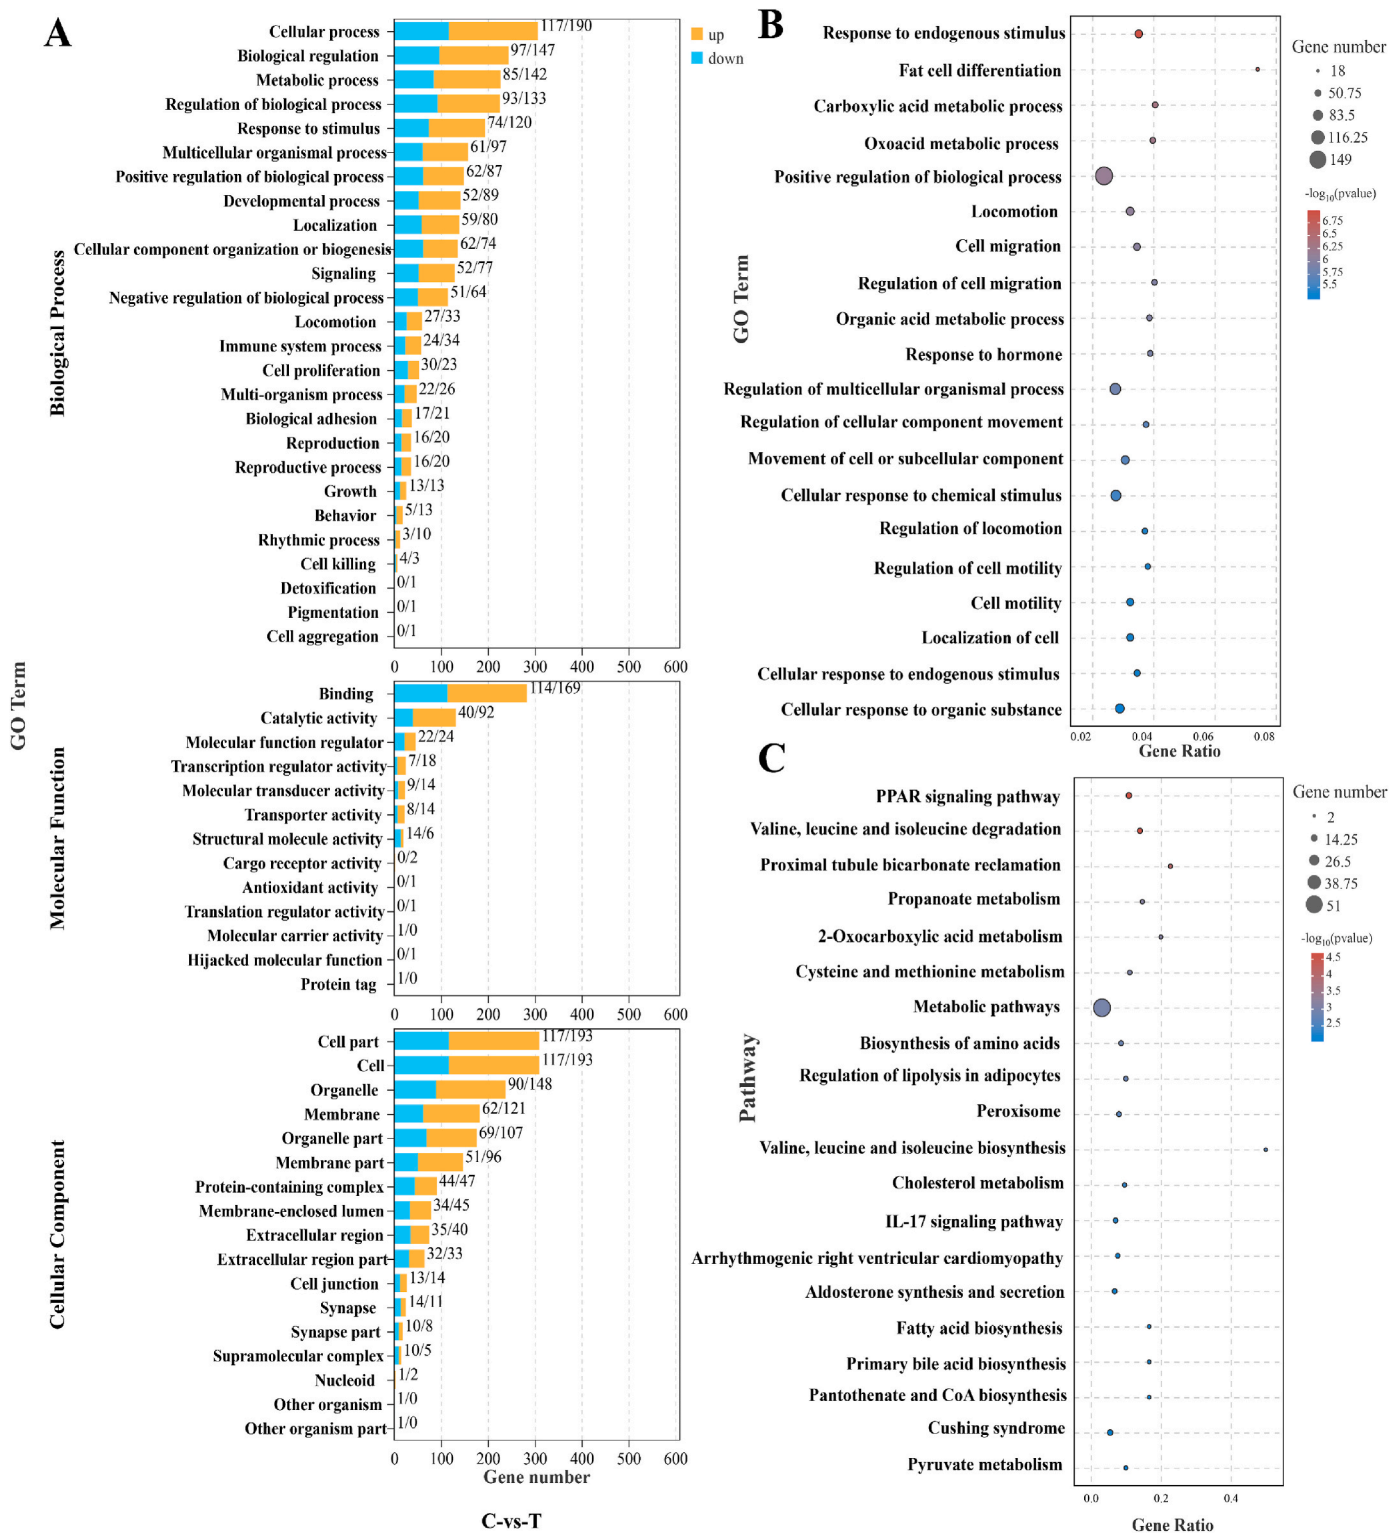 A
Cellular process 117/190
Biological regulation 97/147
Metabolic process 85/142
Regulation of biological process 93/133
Response to stimulus 74/120
Multicellular organismal process 61/97
Positive regulation of biological process 62/87
Developmental process 52/89
Localization 59/80
Cellular component organization or biogenesis 62/74
Signaling 52/77
Negative regulation of biological process 51/64
Locomotion 27/33
Immune system process 24/34
Cell proliferation 30/23
Multi-organism process 22/26
Biological adhesion 17/21
Reproduction 16/20
Reproductive process 16/20
Growth 13/13
Behavior 5/13
Rhythmic process 3/10
Cell killing 4/3
Detoxification 0/1
Pigmentation 0/1
Cell aggregation 0/1
0 100 200 300 400 500 600
Biological Process
up
down
Binding 114/169
Catalytic activity 40/92
Molecular function regulator 22/24
Transcription regulator activity 7/18
Molecular transducer activity 9/14
Transporter activity 8/14
Structural molecule activity 14/6
Cargo receptor activity 0/2
Antioxidant activity 0/1
Translation regulator activity 0/1
Molecular carrier activity 1/0
Hijacked molecular function 0/1
Protein tag 1/0
0 100 200 300 400 500 600
Molecular Function
GO Term
Cell part 117/193
Cell 117/193
Organelle 90/148
Membrane 62/121
Organelle part 69/107
Membrane part 51/96
Protein-containing complex 44/47
Membrane-enclosed lumen 34/45
Extracellular region 35/40
Extracellular region part 32/33
Cell junction 13/14
Synapse 14/11
Synapse part 10/8
Supramolecular complex 10/5
Nucleoid 1/2
Other organism 1/0
Other organism part 1/0
0 100 200 300 400 500 600
Cellular Component
Gene number
C-vs-T
B
Response to endogenous stimulus
Fat cell differentiation
Carboxylic acid metabolic process
Oxoacid metabolic process
Positive regulation of biological process
Locomotion
Cell migration
Regulation of cell migration
Organic acid metabolic process
Response to hormone
Regulation of multicellular organismal process
Regulation of cellular component movement
Movement of cell or subcellular component
Cellular response to chemical stimulus
Regulation of locomotion
Regulation of cell motility
Cell motility
Localization of cell
Cellular response to endogenous stimulus
Cellular response to organic substance
0.02 0.04 0.06 0.08
Gene Ratio
GO Term
Gene number
18
50.75
83.5
116.25
149
-log10(pvalue)
6.75
6.5
6.25
6
5.75
5.5
C
PPAR signaling pathway
Valine, leucine and isoleucine degradation
Proximal tubule bicarbonate reclamation
Propanoate metabolism
2-Oxocarboxylic acid metabolism
Cysteine and methionine metabolism
Metabolic pathways
Biosynthesis of amino acids
Regulation of lipolysis in adipocytes
Peroxisome
Valine, leucine and isoleucine biosynthesis
Cholesterol metabolism
IL-17 signaling pathway
Arrhythmogenic right ventricular cardiomyopathy
Aldosterone synthesis and secretion
Fatty acid biosynthesis
Primary bile acid biosynthesis
Pantothenate and CoA biosynthesis
Cushing syndrome
Pyruvate metabolism
0.0 0.2 0.4
Gene Ratio
Pathway
Gene number
2
14.25
26.5
38.75
51
-log10(pvalue)
4.5
4
3.5
3
2.5